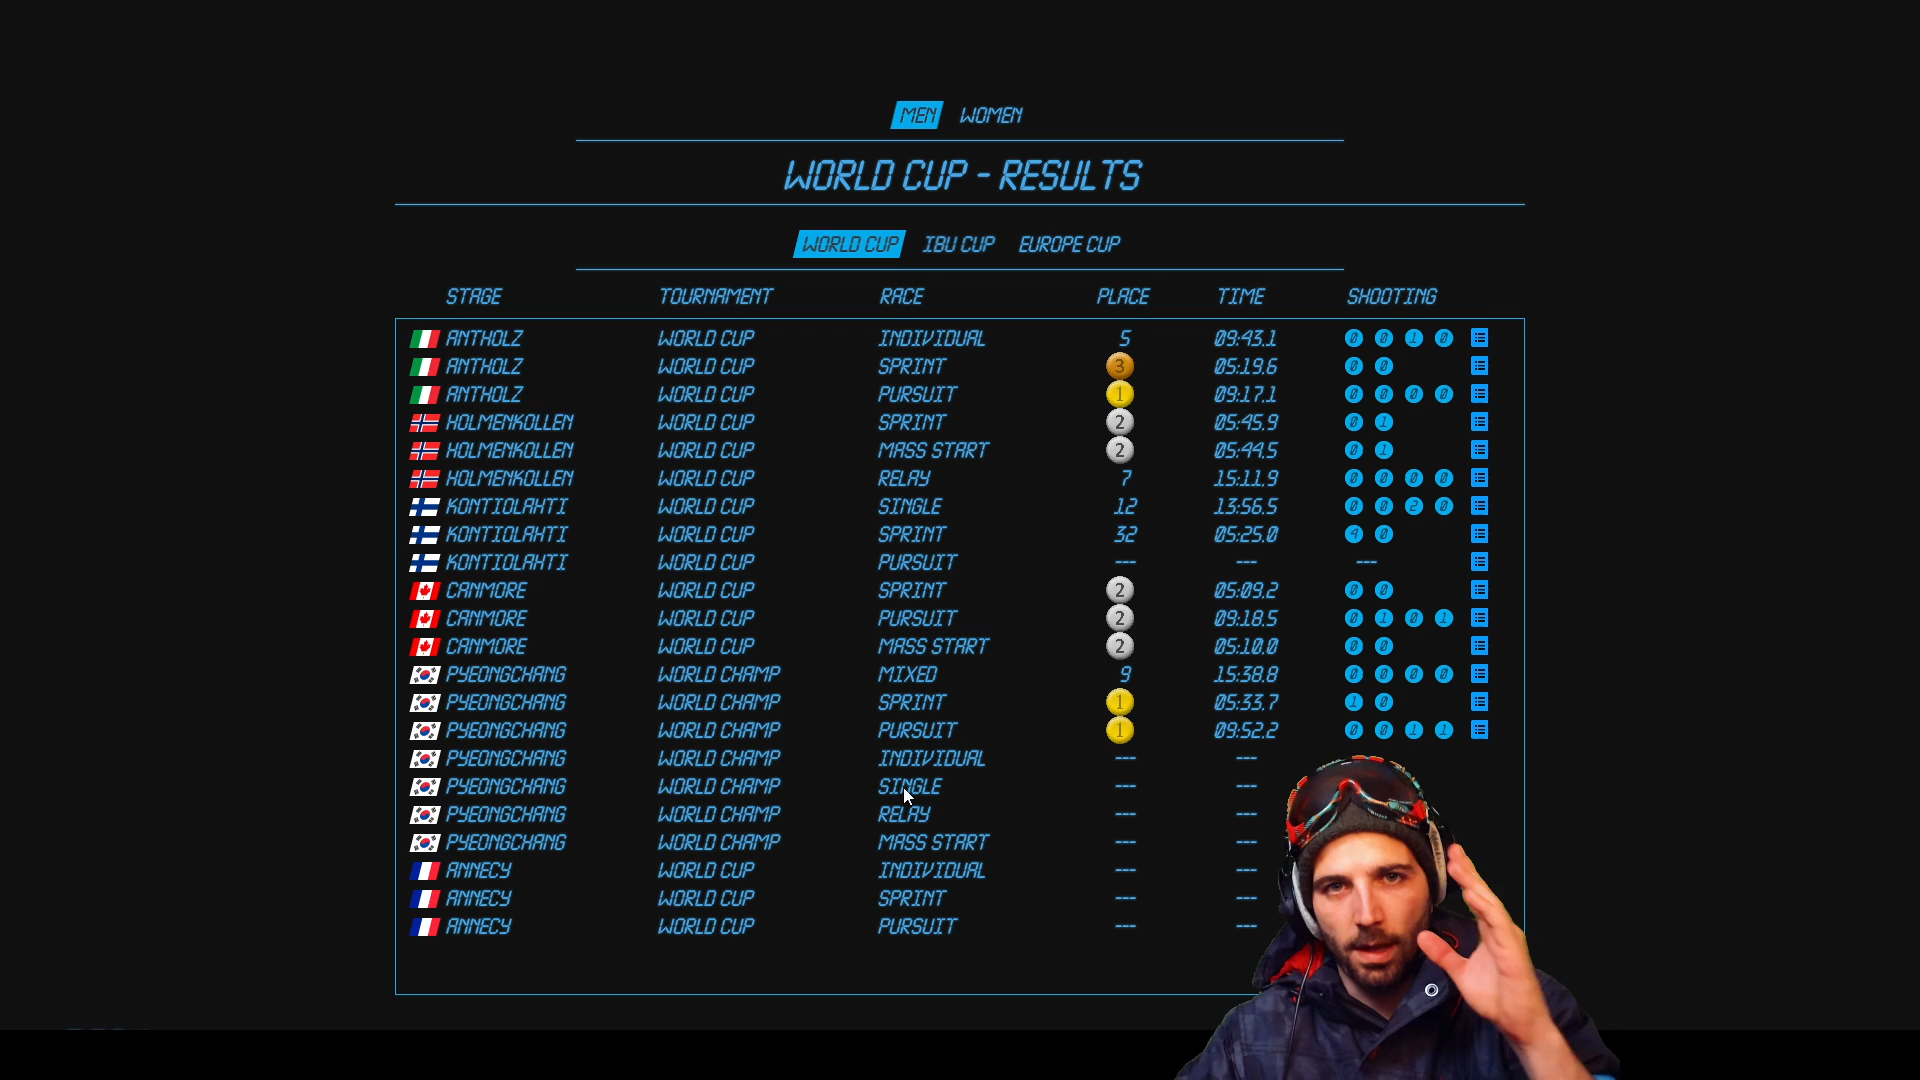 MEN WOMEN
WORLD CUP - RESULTS
WORLD CUP IBU CUP EUROPE CUP
STAGE TOURNAMENT RACE PLACE TIME SHOOTING
ANTHOLZ WORLD CUP INDIVIDUAL 5 09:43.1 0 0 1 0
ANTHOLZ WORLD CUP SPRINT 3 05:19.6 0 0
ANTHOLZ WORLD CUP PURSUIT 1 09:17.1 0 0 0 0
HOLMENKOLLEN WORLD CUP SPRINT 2 05:45.9 0 1
HOLMENKOLLEN WORLD CUP MASS START 2 05:44.5 0 1
HOLMENKOLLEN WORLD CUP RELAY 7 15:11.9 0 0 0 0
KONTIOLAHTI WORLD CUP SINGLE 12 13:56.5 0 0 2 0
KONTIOLAHTI WORLD CUP SPRINT 32 05:25.0 4 0
KONTIOLAHTI WORLD CUP PURSUIT --- --- ---
CANMORE WORLD CUP SPRINT 2 05:09.2 0 0
CANMORE WORLD CUP PURSUIT 2 09:18.5 0 1 0 1
CANMORE WORLD CUP MASS START 2 05:10.0 0 0
PYEONGCHANG WORLD CHAMP MIXED 9 15:38.8 0 0 0 0
PYEONGCHANG WORLD CHAMP SPRINT 1 05:33.7 1 0
PYEONGCHANG WORLD CHAMP PURSUIT 1 09:52.2 0 0 1 1
PYEONGCHANG WORLD CHAMP INDIVIDUAL --- ---
PYEONGCHANG WORLD CHAMP SINGLE --- ---
PYEONGCHANG WORLD CHAMP RELAY --- ---
PYEONGCHANG WORLD CHAMP MASS START --- ---
ANNECY WORLD CUP INDIVIDUAL --- ---
ANNECY WORLD CUP SPRINT --- ---
ANNECY WORLD CUP PURSUIT --- ---